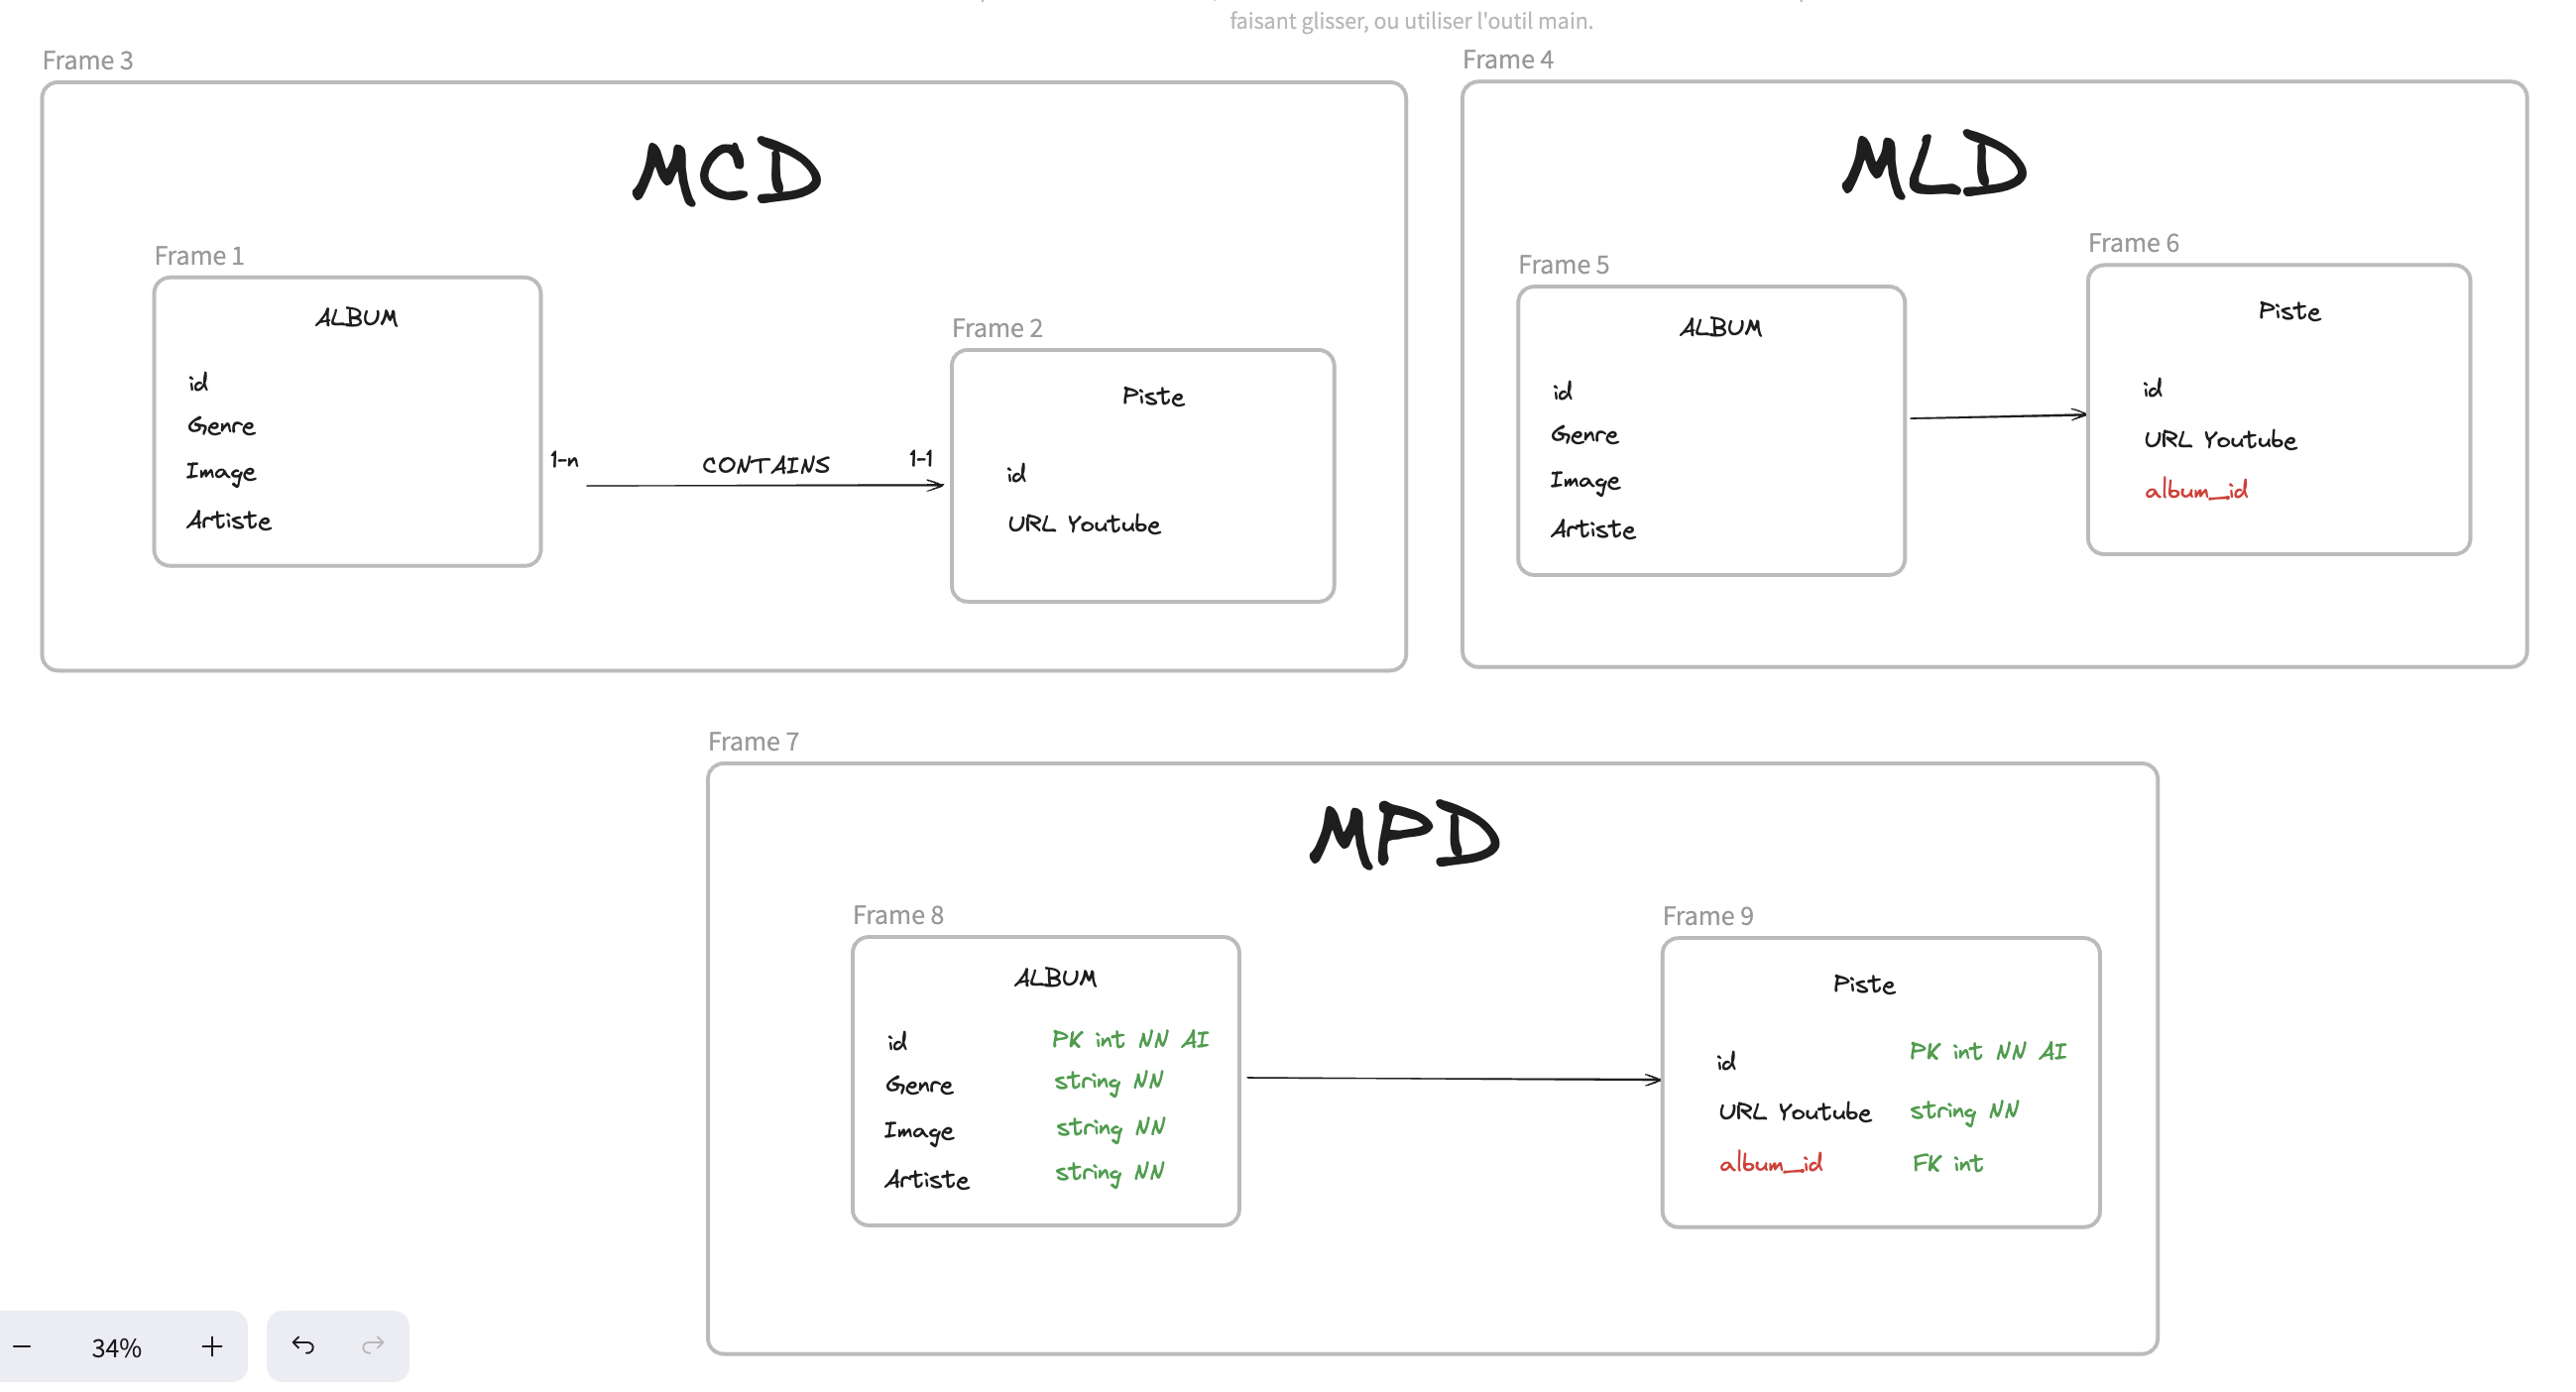 faisant glisser, ou utiliser l'outil main.
Frame 3
MCD
Frame 1
ALBUM
id
Genre
Image
Artiste
1-n
CONTAINS
1-1
Frame 2
Piste
id
URL Youtube
Frame 4
MLD
Frame 5
ALBUM
id
Genre
Image
Artiste
Frame 6
Piste
id
URL Youtube
album_id
Frame 7
MPD
Frame 8
ALBUM
id PK int NN AI
Genre string NN
Image string NN
Artiste string NN
Frame 9
Piste
id PK int NN AI
URL Youtube string NN
album_id FK int
34%